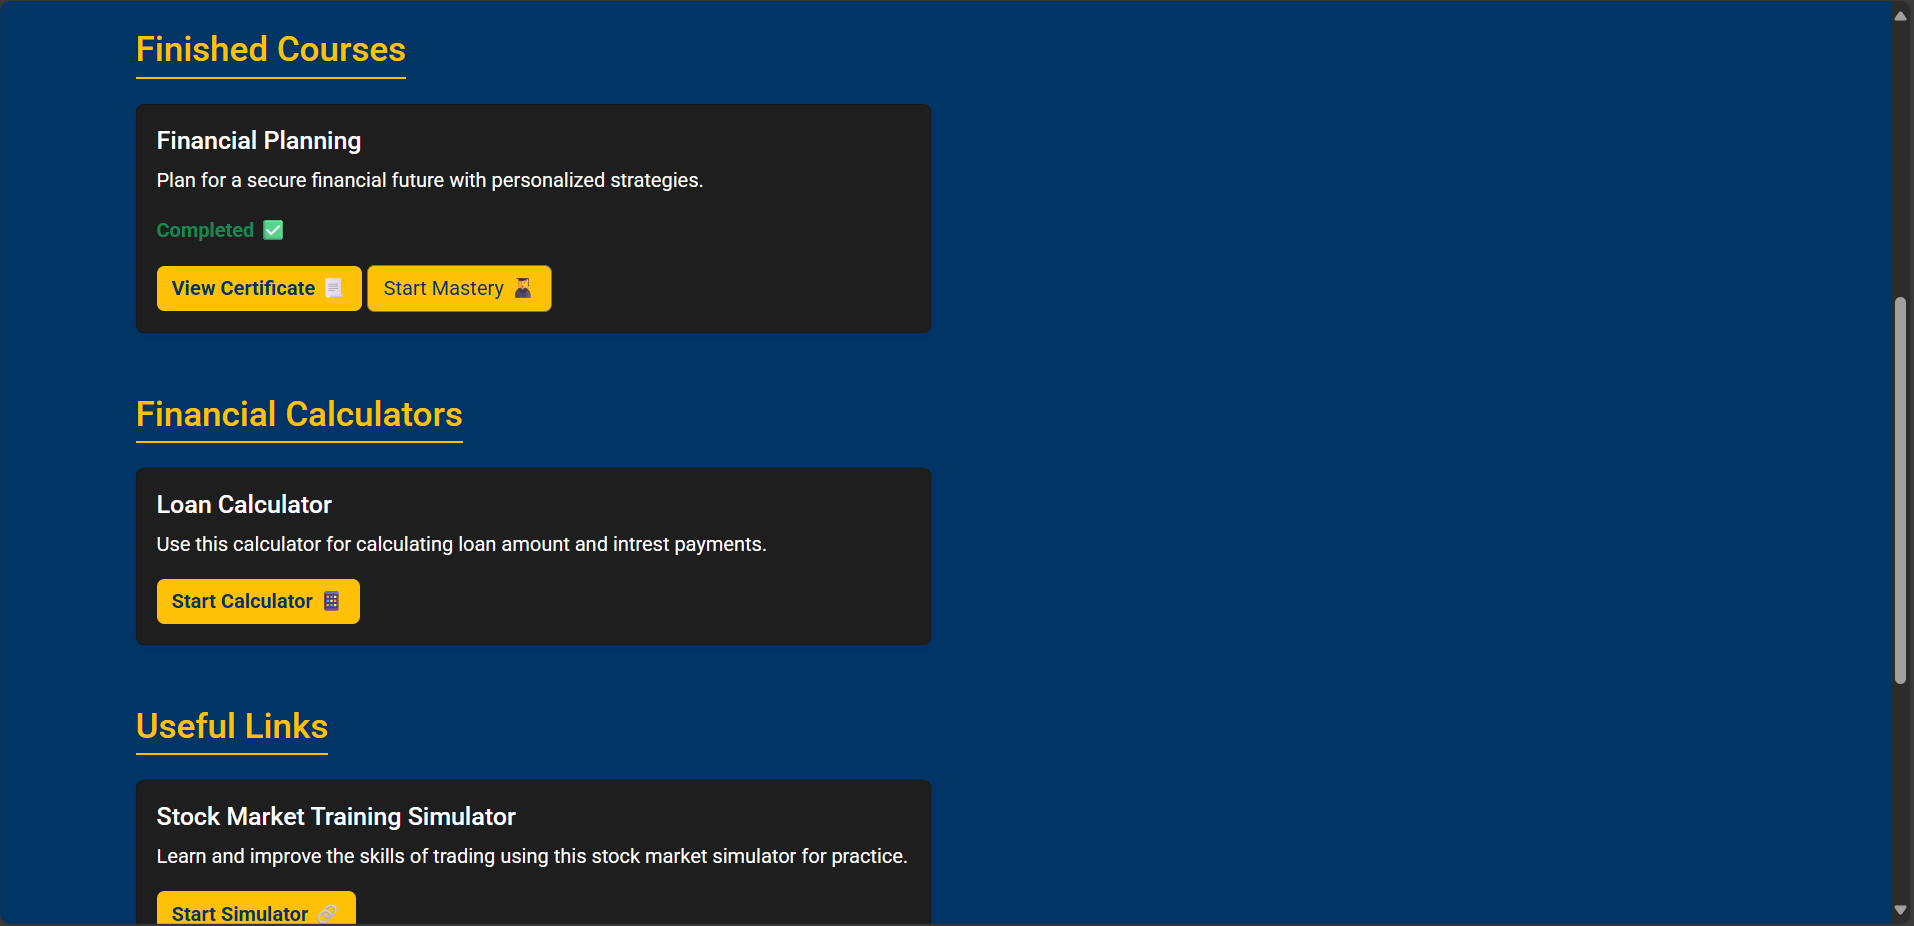 Finished Courses
Financial Planning
Plan for a secure financial future with personalized strategies.
Completed ✅
View Certificate 📜 Start Mastery 👩‍🎓
Financial Calculators
Loan Calculator
Use this calculator for calculating loan amount and intrest payments.
Start Calculator 🖩
Useful Links
Stock Market Training Simulator
Learn and improve the skills of trading using this stock market simulator for practice.
Start Simulator 🔗